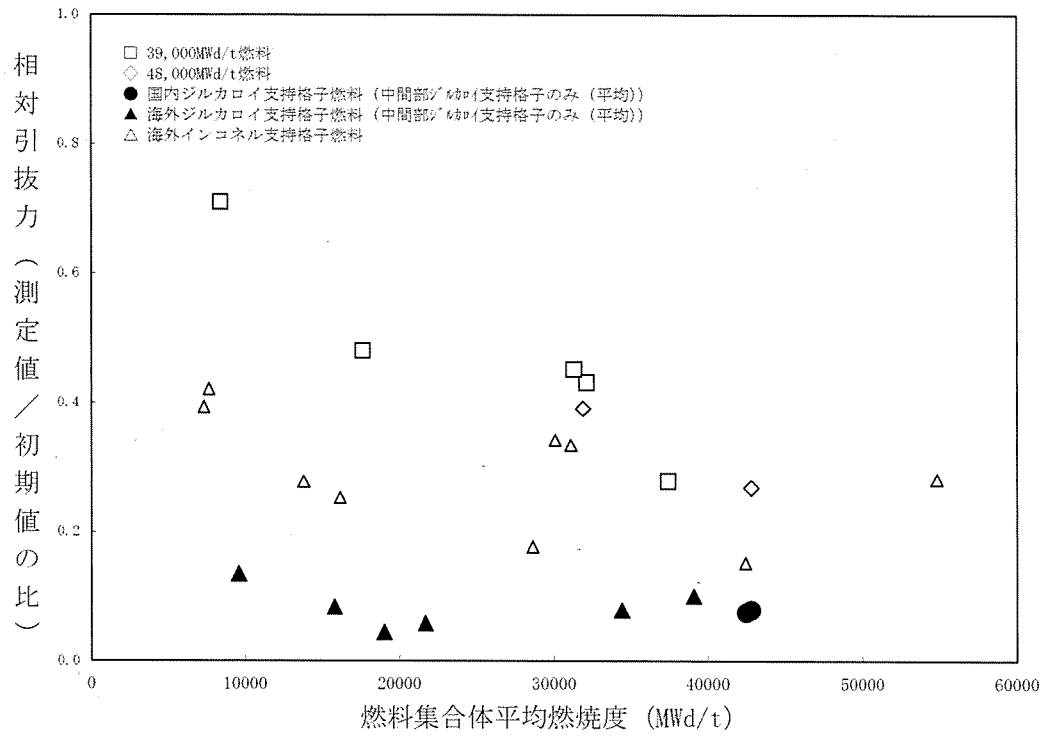 相対引抜力（測定値／初期値の比）
1.0
0.8
0.6
0.4
0.2
0.0
□ 39,000MWd/t燃料
◇ 48,000MWd/t燃料
● 国内ジルカロイ支持格子燃料（中間部ジルカロイ支持格子のみ（平均））
▲ 海外ジルカロイ支持格子燃料（中間部ジルカロイ支持格子のみ（平均））
△ 海外インコネル支持格子燃料
0 10000 20000 30000 40000 50000 60000
燃料集合体平均燃焼度 (MWd/t)